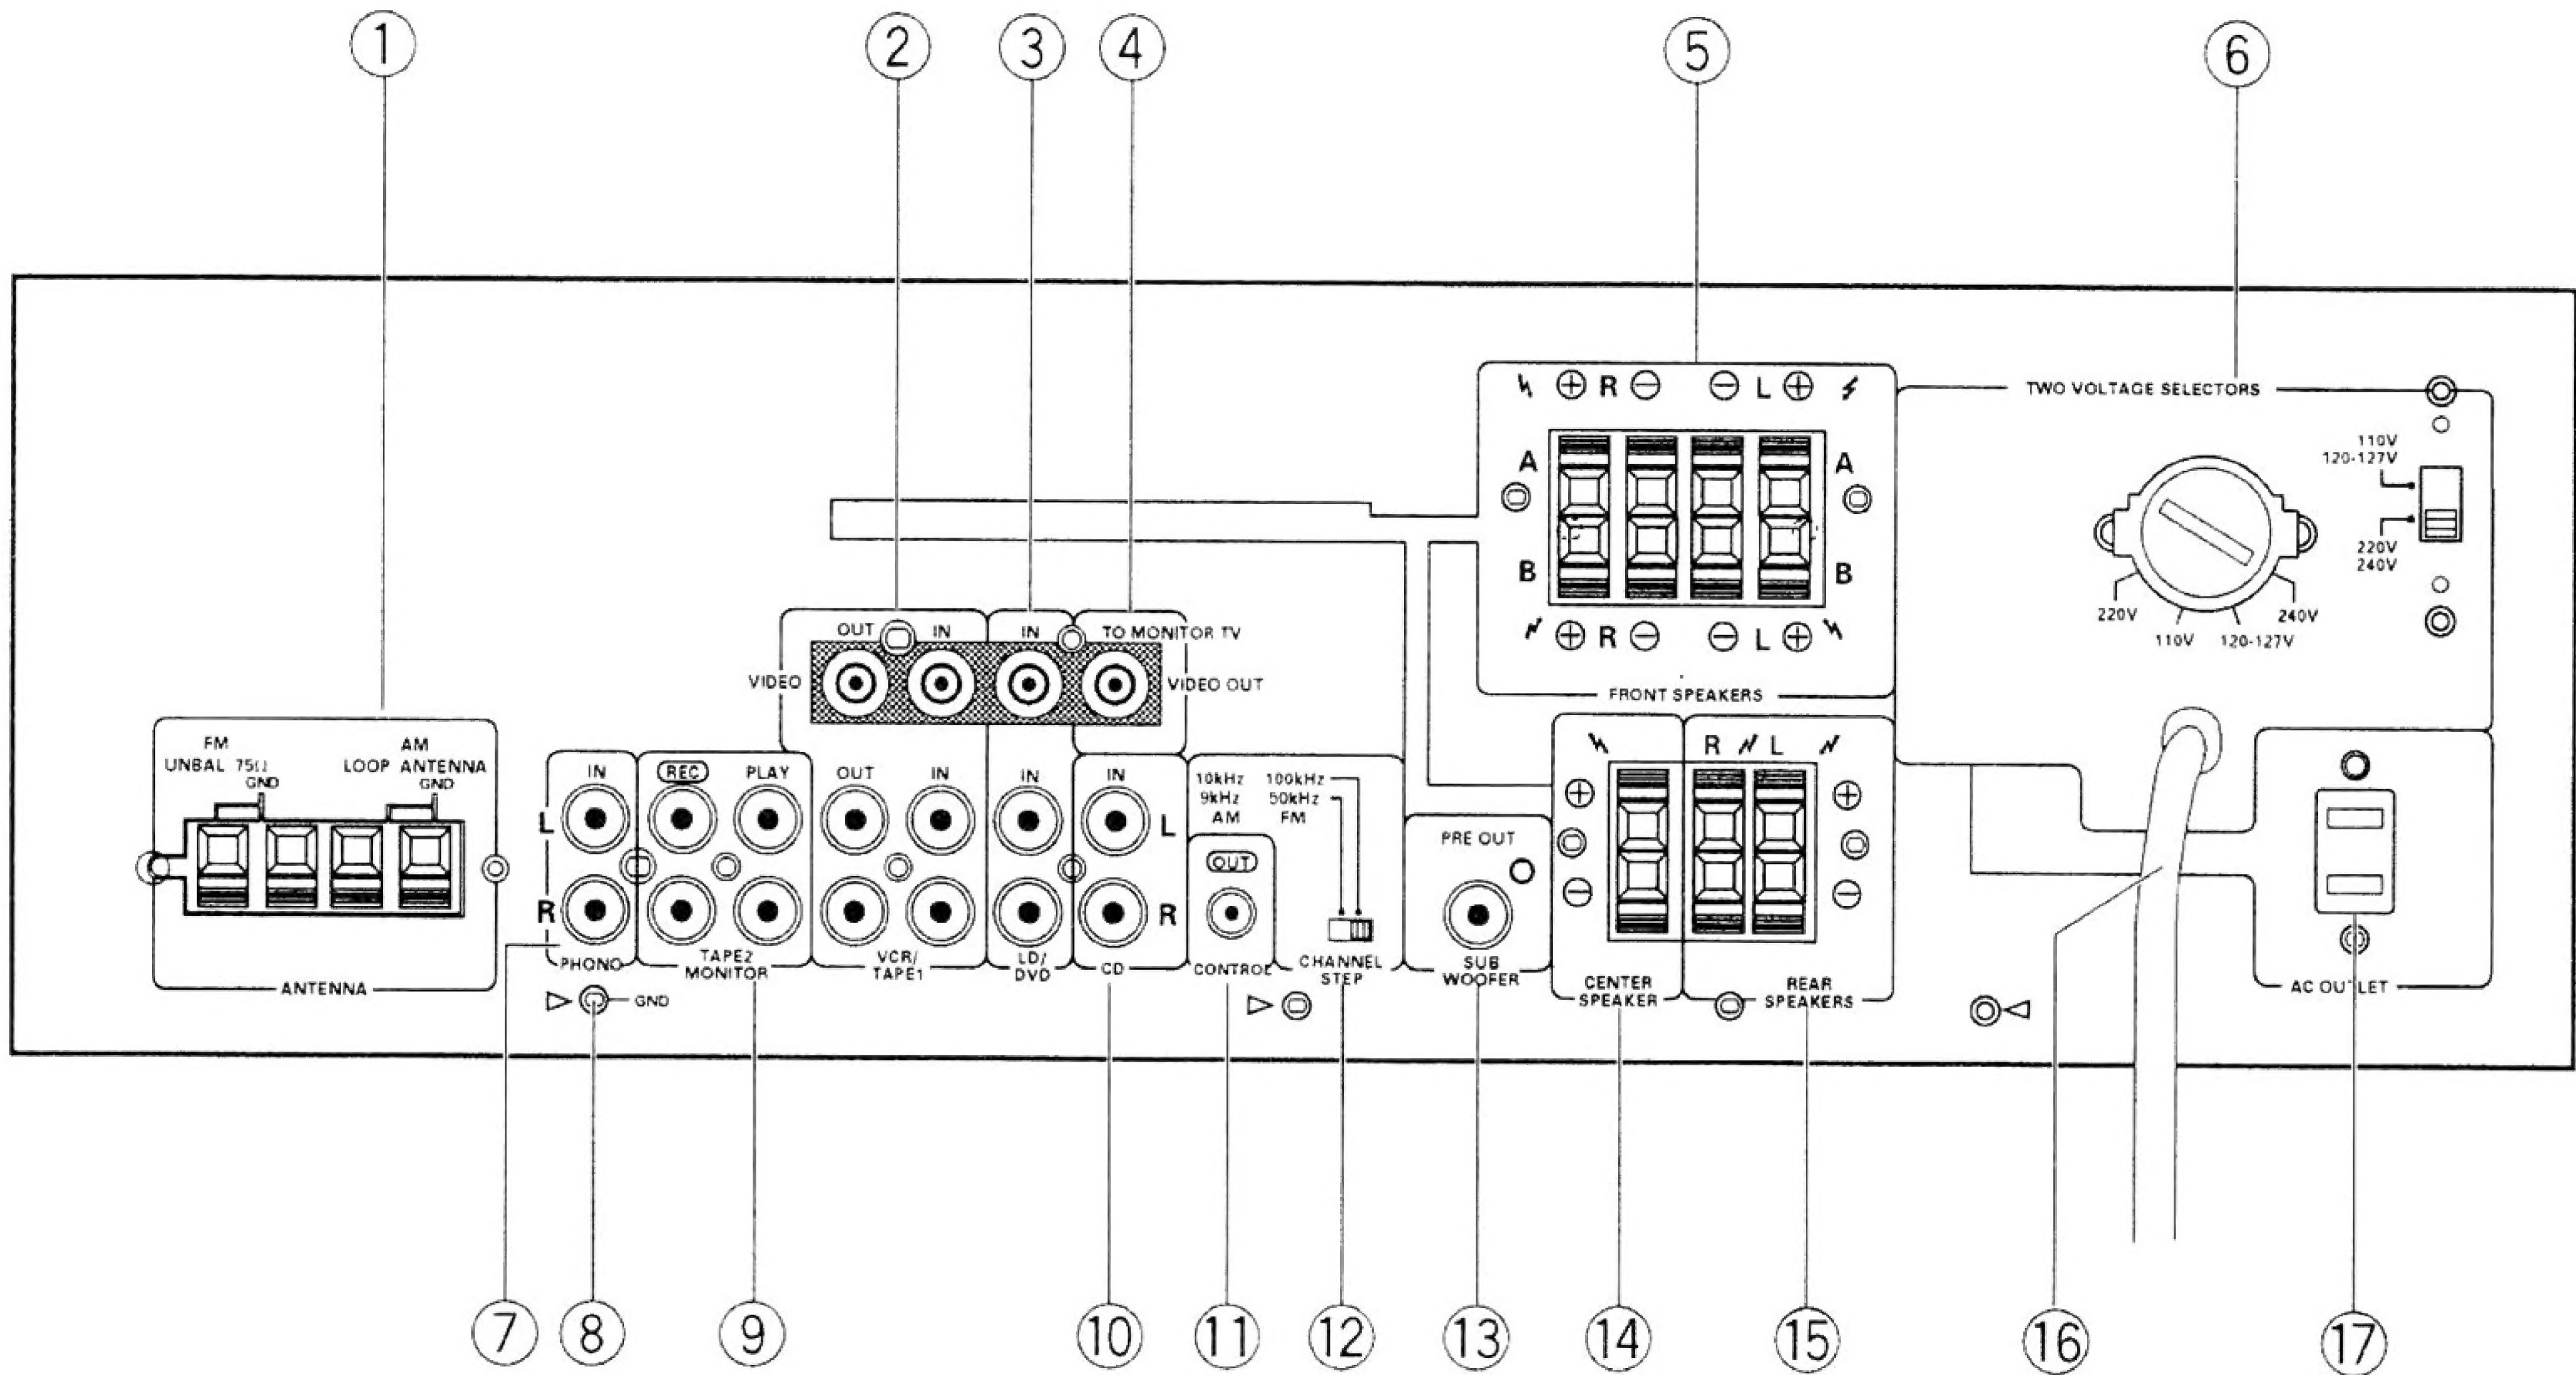 1
2
3
4
5
6
⊕ R ⊖ ⊖ L ⊕
TWO VOLTAGE SELECTORS
A A
110V
120-127V
B B
220V
240V
220V
110V
120-127V
240V
⊕ R ⊖ ⊖ L ⊕
FRONT SPEAKERS
OUT IN IN TO MONITOR TV
VIDEO VIDEO OUT
FM
UNBAL 75Ω
GND
AM
LOOP ANTENNA
GND
ANTENNA
IN REC PLAY OUT IN IN IN
L L
R R
PHONO
TAPE2
MONITOR
VCR/
TAPE1
LD/
DVD
CD
GND
10kHz 100kHz
9kHz 50kHz
AM FM
OUT
CONTROL
CHANNEL
STEP
PRE OUT
SUB
WOOFER
R L
⊕ ⊕
⊖ ⊖
CENTER
SPEAKER
REAR
SPEAKERS
AC OUTLET
7
8
9
10
11
12
13
14
15
16
17